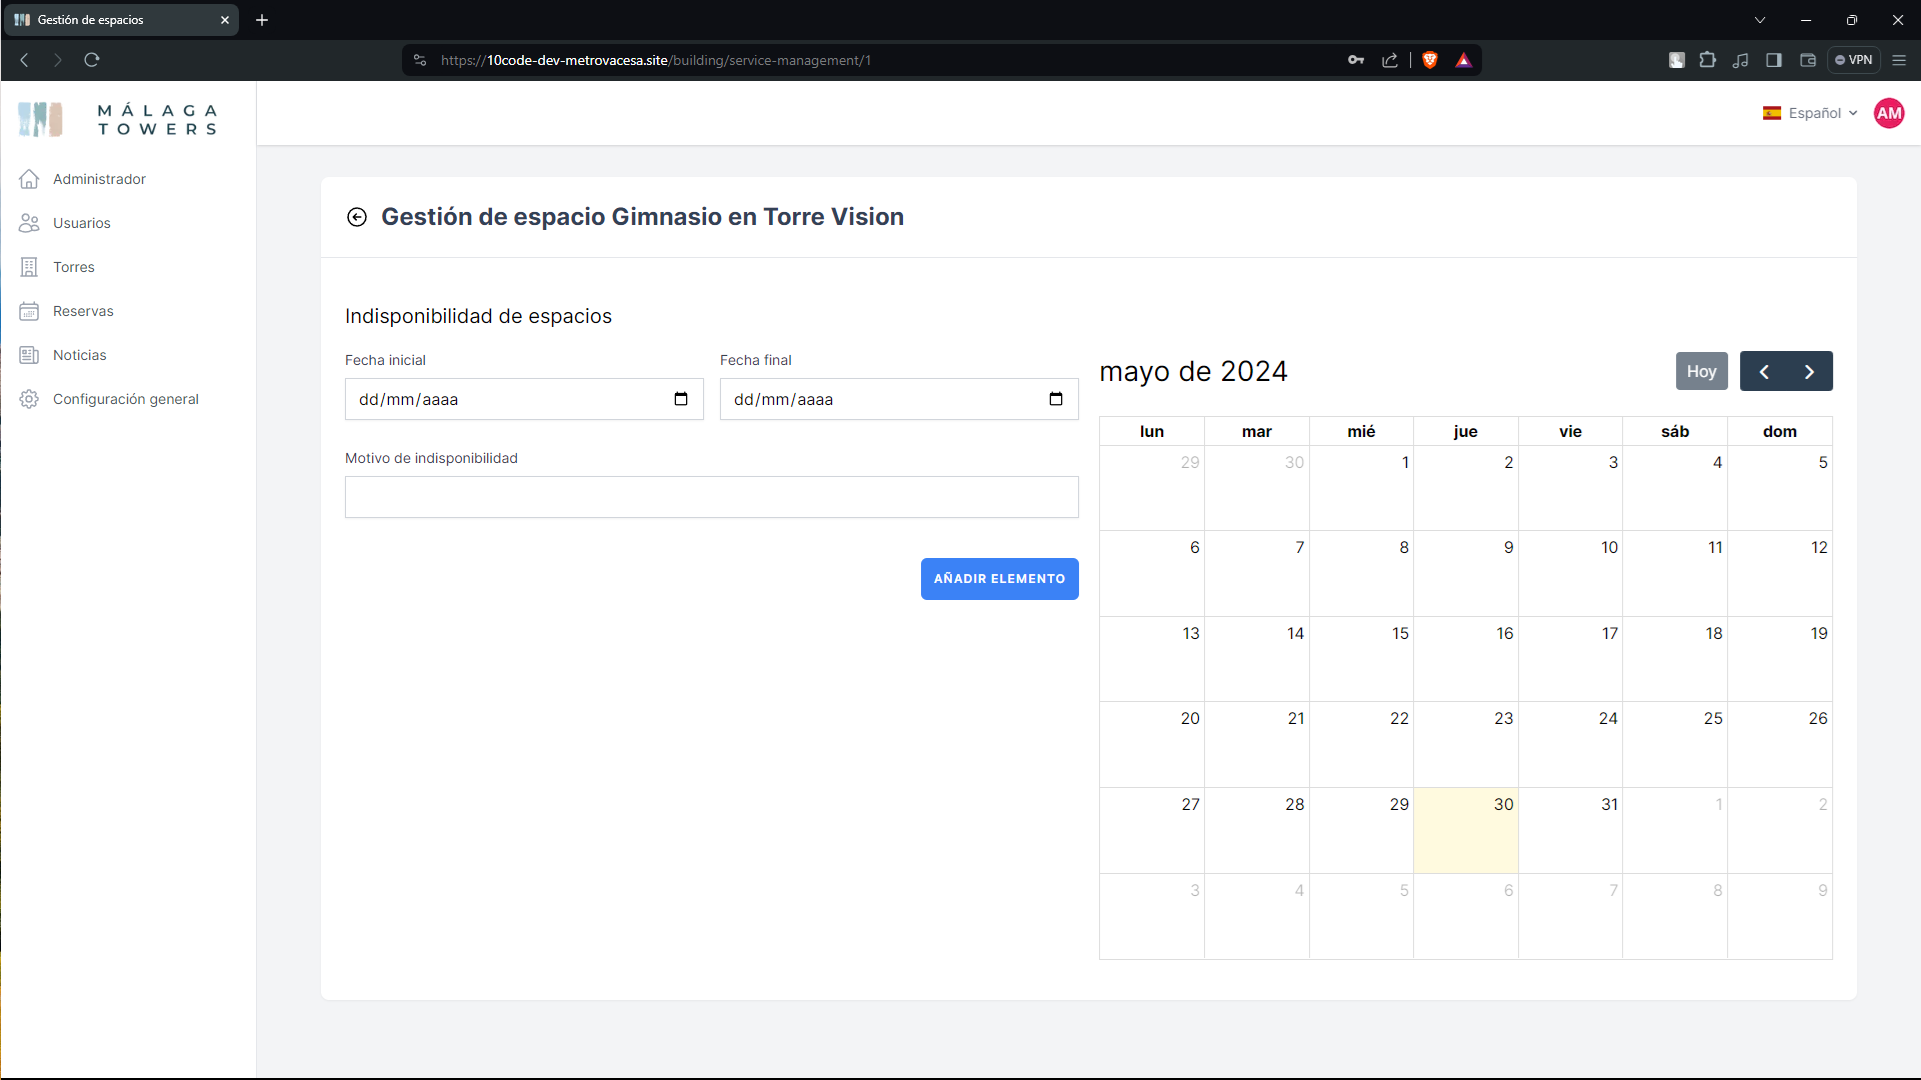 Gestión de espacios
https://10code-dev-metrovacesa.site/building/service-management/1
VPN
MÁLAGA
TOWERS
Español
AM
Administrador
Usuarios
Torres
Reservas
Noticias
Configuración general
Gestión de espacio Gimnasio en Torre Vision
Indisponibilidad de espacios
Fecha inicial Fecha final
dd/mm/aaaa dd/mm/aaaa
Motivo de indisponibilidad
AÑADIR ELEMENTO
mayo de 2024 Hoy
lun mar mié jue vie sáb dom
29 30 1 2 3 4 5
6 7 8 9 10 11 12
13 14 15 16 17 18 19
20 21 22 23 24 25 26
27 28 29 30 31 1 2
3 4 5 6 7 8 9